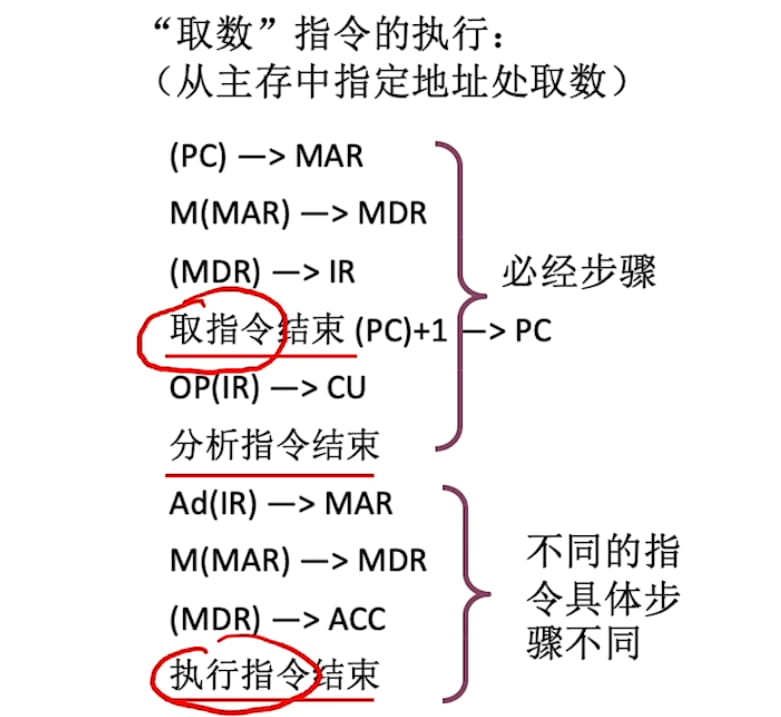 “取数”指令的执行：
（从主存中指定地址处取数）
(PC) —> MAR
M(MAR) —> MDR
(MDR) —> IR
必经步骤
取指令结束 (PC)+1 —> PC
OP(IR) —> CU
分析指令结束
Ad(IR) —> MAR
M(MAR) —> MDR
(MDR) —> ACC
执行指令结束
不同的指
令具体步
骤不同